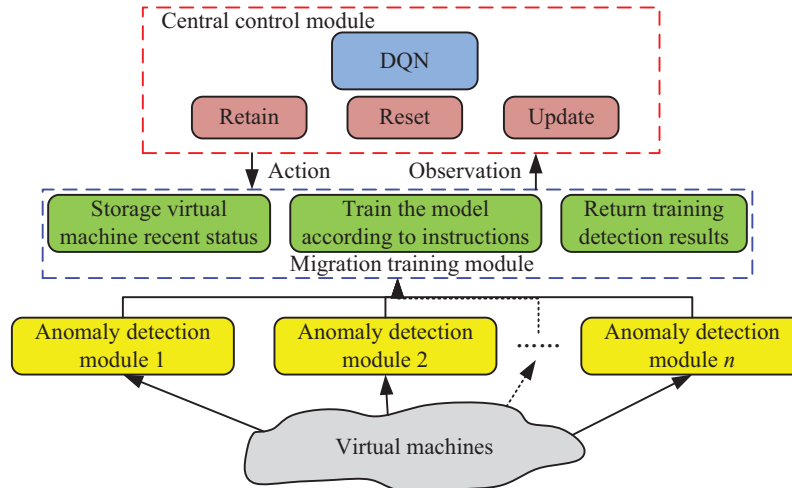 Central control module
DQN
Retain
Reset
Update
Action
Observation
Storage virtual
machine recent status
Train the model
according to instructions
Return training
detection results
Migration training module
Anomaly detection
module 1
Anomaly detection
module 2
......
Anomaly detection
module n
Virtual machines